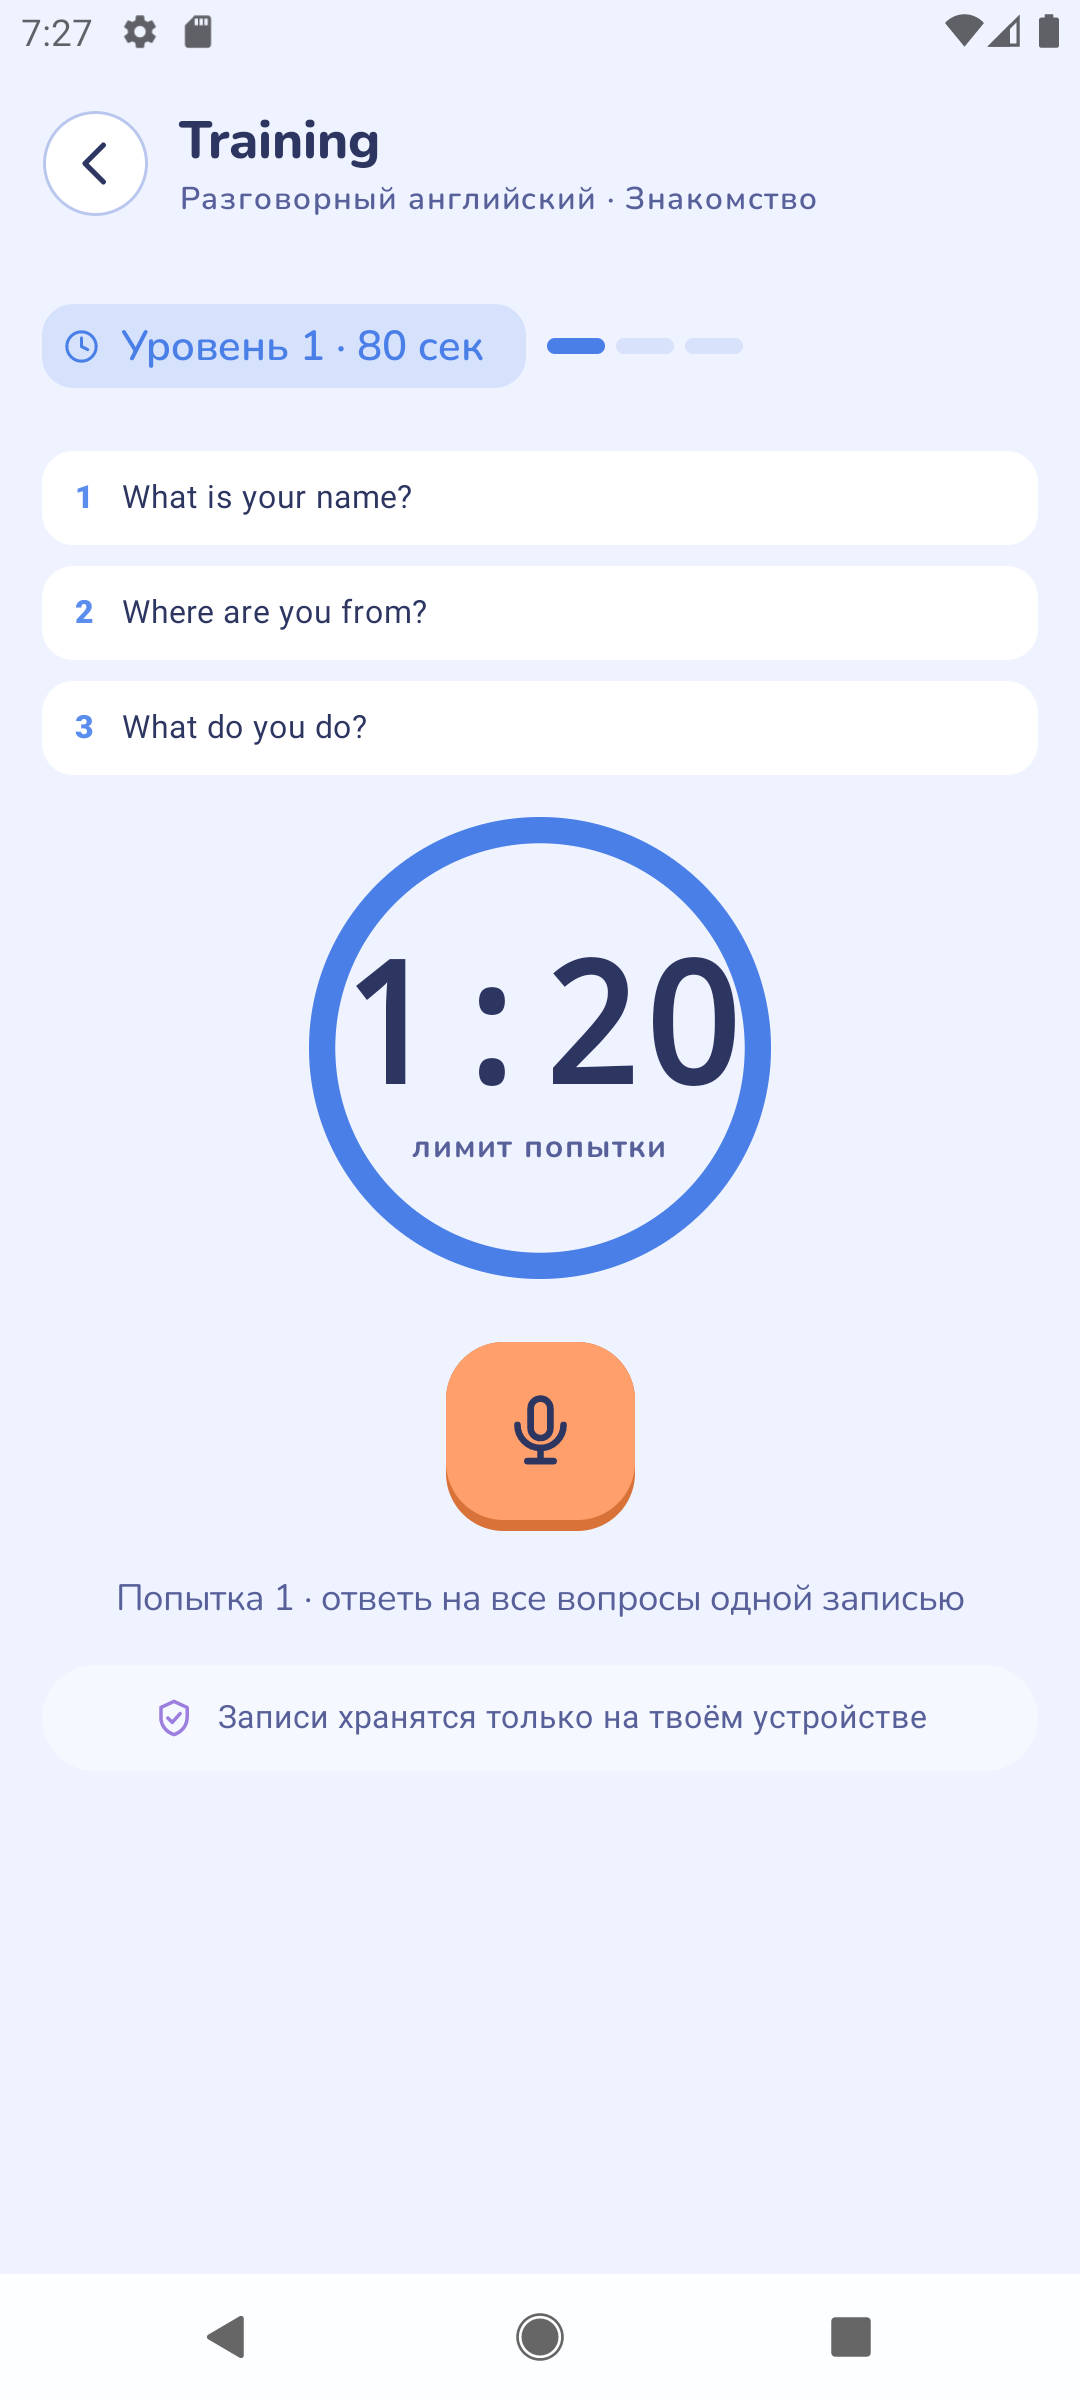 7:27
Training
Разговорный английский · Знакомство
Уровень 1 · 80 сек
1 What is your name?
2 Where are you from?
3 What do you do?
1:20
лимит попытки
Попытка 1 · ответь на все вопросы одной записью
Записи хранятся только на твоём устройстве